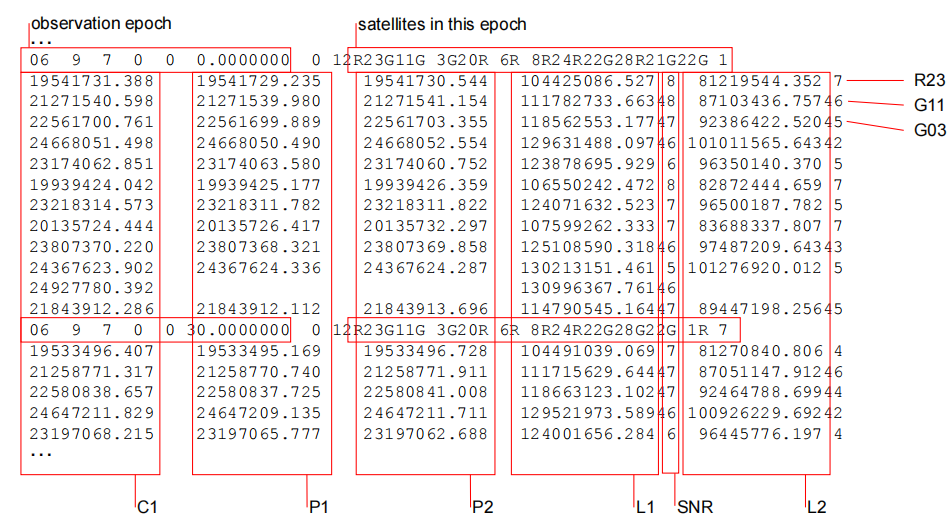 observation epoch satellites in this epoch
...
06 9 7 0 0 0.0000000 0 12R23G11G 3G20R 6R 8R24R22G28R21G22G 1
19541731.388 19541729.235 19541730.544 104425086.527 8 81219544.352 7 R23
21271540.598 21271539.980 21271541.154 111782733.66348 87103436.75746 G11
22561700.761 22561699.889 22561703.355 118562553.17747 92386422.52045 G03
24668051.498 24668050.490 24668052.554 129631488.09746 101011565.64342
23174062.851 23174063.580 23174060.752 123878695.929 6 96350140.370 5
19939424.042 19939425.177 19939426.359 106550242.472 8 82872444.659 7
23218314.573 23218311.782 23218311.822 124071632.523 7 96500187.782 5
20135724.444 20135726.417 20135732.297 107599262.333 7 83688337.807 7
23807370.220 23807368.321 23807369.858 125108590.31846 97487209.64343
24367623.902 24367624.336 24367624.287 130213151.461 5 101276920.012 5
24927780.392 130996367.76146
21843912.286 21843912.112 21843913.696 114790545.16447 89447198.25645
06 9 7 0 0 30.0000000 0 12R23G11G 3G20R 6R 8R24R22G28G22G 1R 7
19533496.407 19533495.169 19533496.728 104491039.069 7 81270840.806 4
21258771.317 21258770.740 21258771.911 111715629.64447 87051147.91246
22580838.657 22580837.725 22580841.008 118663123.10247 92464788.69944
24647211.829 24647209.135 24647211.711 129521973.58946 100926229.69242
23197068.215 23197065.777 23197062.688 124001656.284 6 96445776.197 4
...
C1 P1 P2 L1 SNR L2